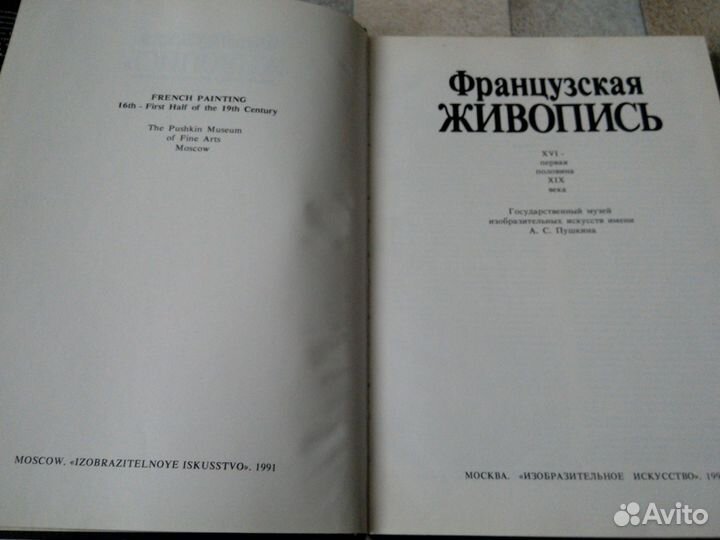 FRENCH PAINTING
16th - First Half of the 19th Century
The Pushkin Museum
of Fine Arts
Moscow
MOSCOW. «IZOBRAZITELNOYE ISKUSSTVO». 1991
Французская
ЖИВОПИСЬ
XVI -
первая
половина
XIX
века
Государственный музей
изобразительных искусств имени
А. С. Пушкина
МОСКВА. «ИЗОБРАЗИТЕЛЬНОЕ ИСКУССТВО». 199
Avito